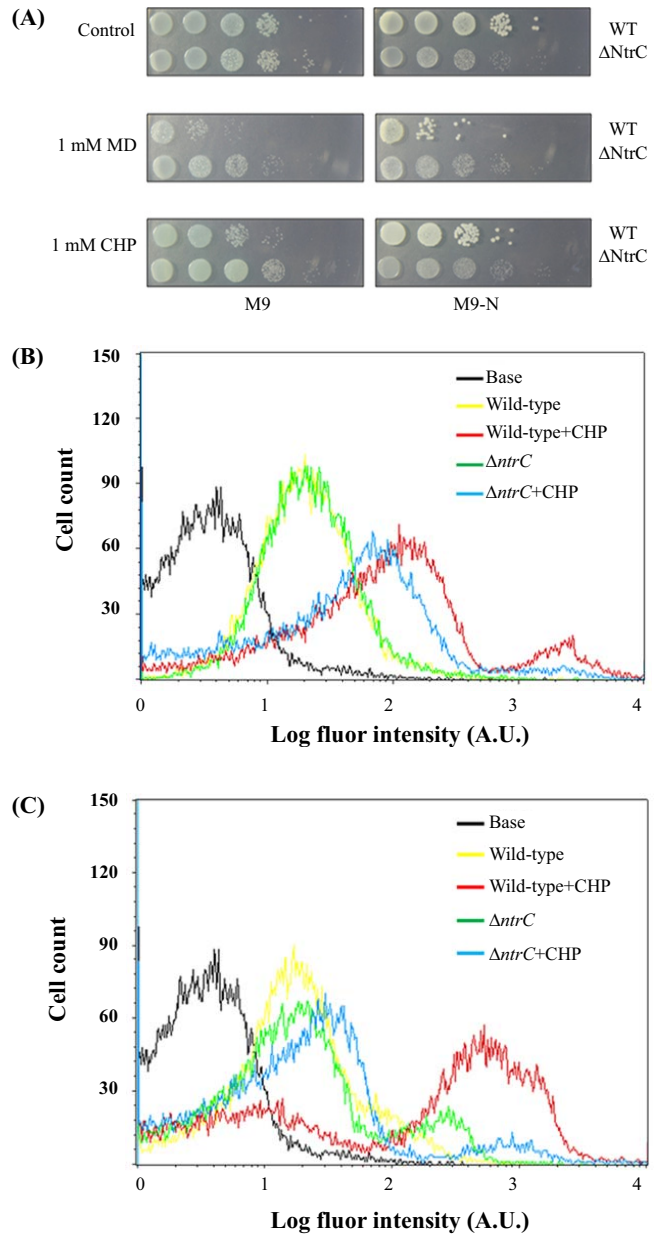 (A)
Control
WT
ΔNtrC
1 mM MD
WT
ΔNtrC
1 mM CHP
WT
ΔNtrC
M9
M9-N
(B)
150
120
90
60
30
Cell count
Base
Wild-type
Wild-type+CHP
ΔntrC
ΔntrC+CHP
0 1 2 3 4
Log fluor intensity (A.U.)
(C)
150
120
90
60
30
Cell count
Base
Wild-type
Wild-type+CHP
ΔntrC
ΔntrC+CHP
0 1 2 3 4
Log fluor intensity (A.U.)